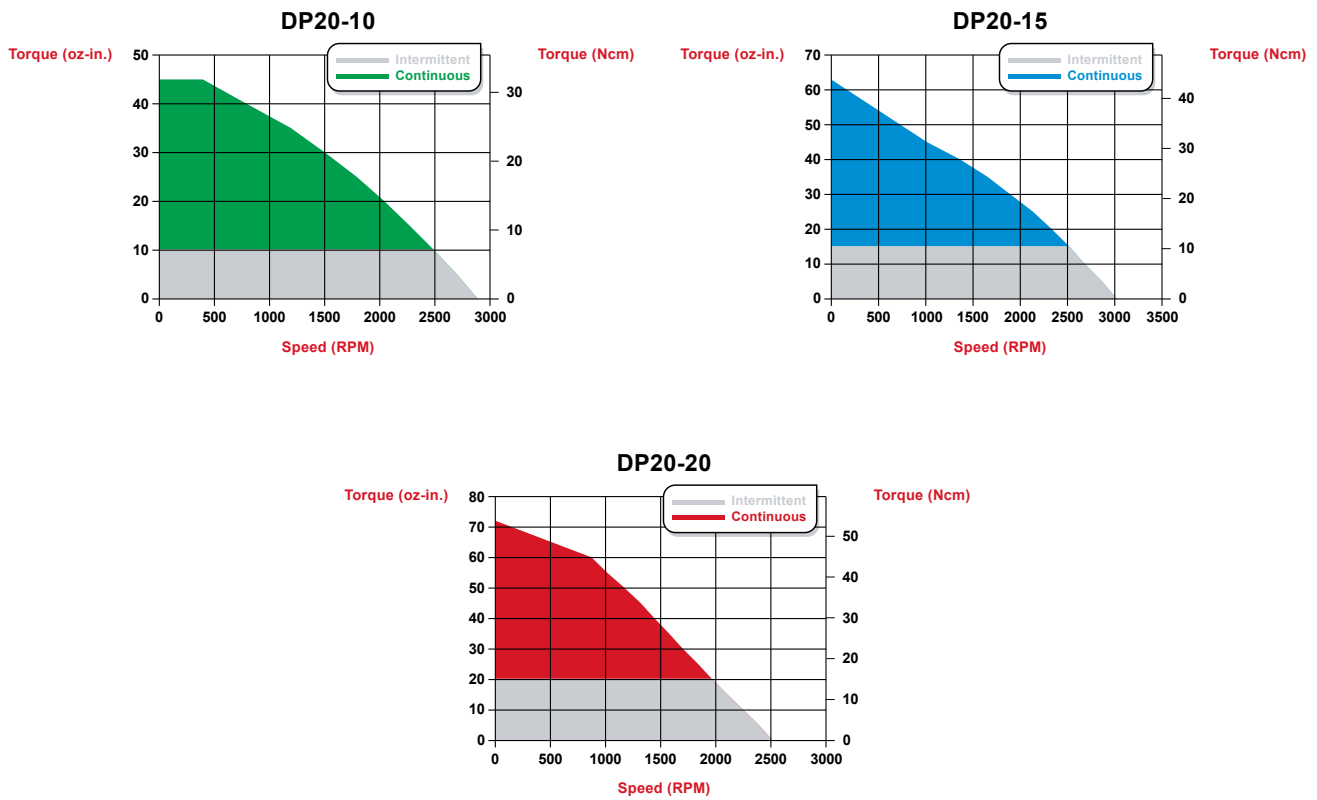 DP20-10
Torque (oz-in.)
Torque (Ncm)
Intermittent
Continuous
50
40
30
20
10
0
30
20
10
0
0 500 1000 1500 2000 2500 3000
Speed (RPM)
DP20-15
Torque (oz-in.)
Torque (Ncm)
Intermittent
Continuous
70
60
50
40
30
20
10
0
40
30
20
10
0
0 500 1000 1500 2000 2500 3000 3500
Speed (RPM)
DP20-20
Torque (oz-in.)
Torque (Ncm)
Intermittent
Continuous
80
70
60
50
40
30
20
10
0
50
40
30
20
10
0
0 500 1000 1500 2000 2500 3000
Speed (RPM)